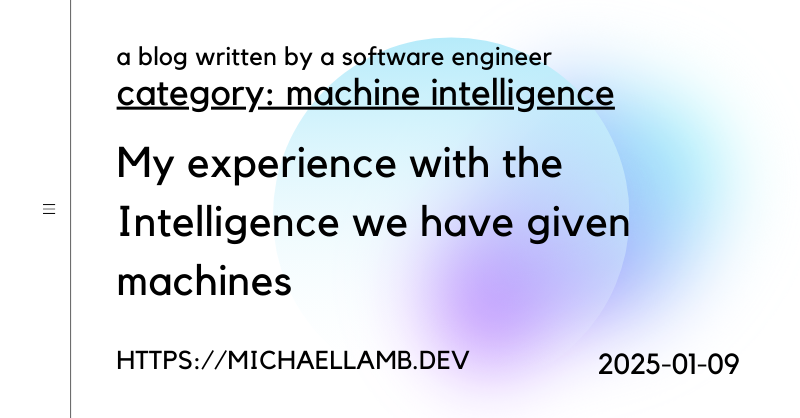 a blog written by a software engineer
category: machine intelligence
My experience with the
Intelligence we have given
machines
HTTPS://MICHAELLAMB.DEV
2025-01-09